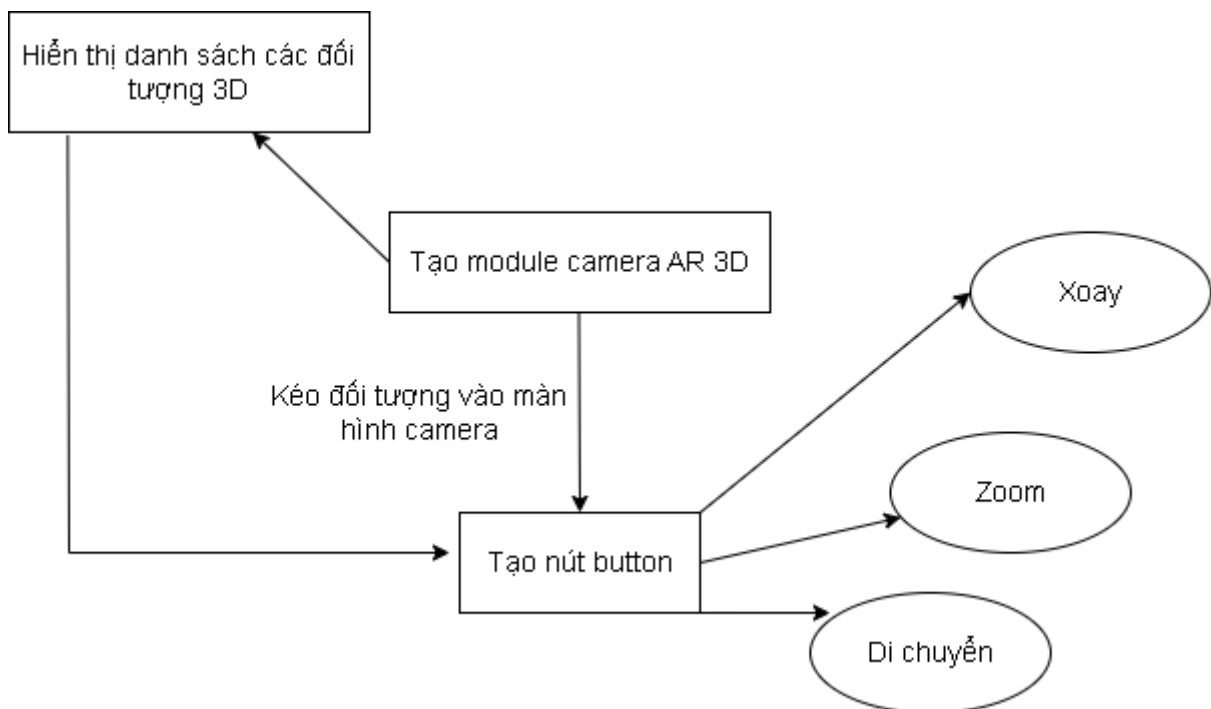 Hiển thị danh sách các đối
tượng 3D
Tạo module camera AR 3D
Xoay
Kéo đối tượng vào màn
hình camera
Zoom
Tạo nút button
Di chuyển